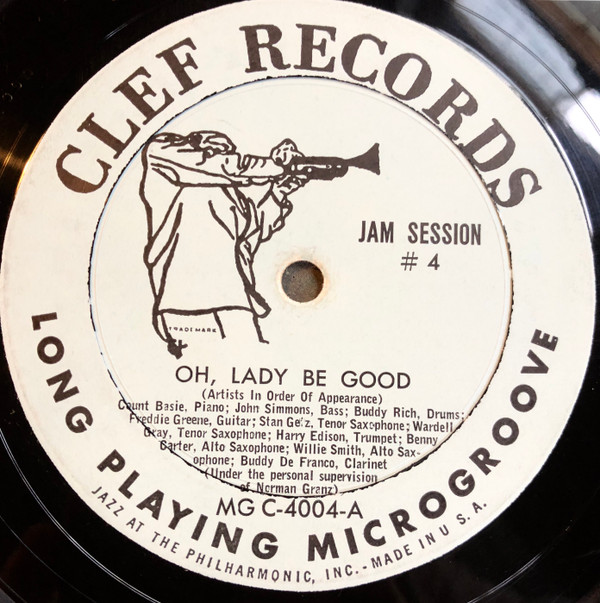 CLEF RECORDS
JAM SESSION
# 4
TRADEMARK
OH, LADY BE GOOD
(Artists In Order Of Appearance)
Count Basie, Piano; John Simmons, Bass; Buddy Rich, Drums;
Freddie Greene, Guitar; Stan Getz, Tenor Saxophone; Wardell
Gray, Tenor Saxophone; Harry Edison, Trumpet; Benny
Carter, Alto Saxophone; Willie Smith, Alto Sax-
ophone; Buddy De Franco, Clarinet
(Under the personal supervision
of Norman Granz)
MG C-4004-A
LONG PLAYING MICROGROOVE
JAZZ AT THE PHILHARMONIC, INC. - MADE IN U S. A.